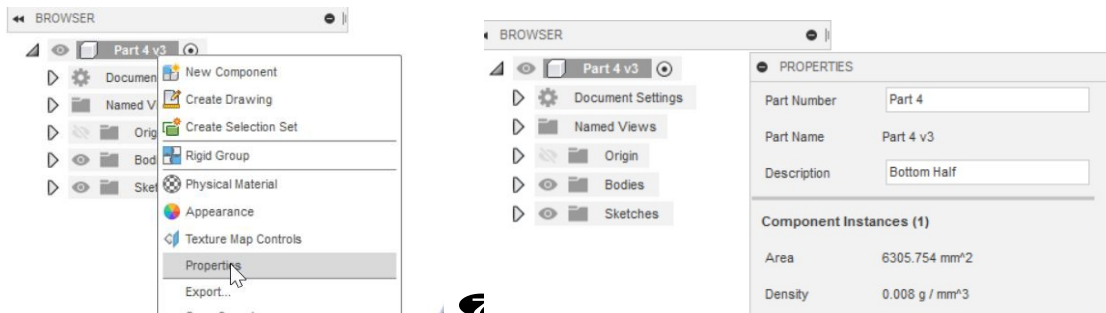 BROWSER
Part 4 v3
New Component
Documen
Create Drawing
Named V
Create Selection Set
Orig
Rigid Group
Bod
Physical Material
Sket
Appearance
Texture Map Controls
Properties
Export...
BROWSER
Part 4 v3
Document Settings
Named Views
Origin
Bodies
Sketches
PROPERTIES
Part Number Part 4
Part Name Part 4 v3
Description Bottom Half
Component Instances (1)
Area 6305.754 mm^2
Density 0.008 g / mm^3